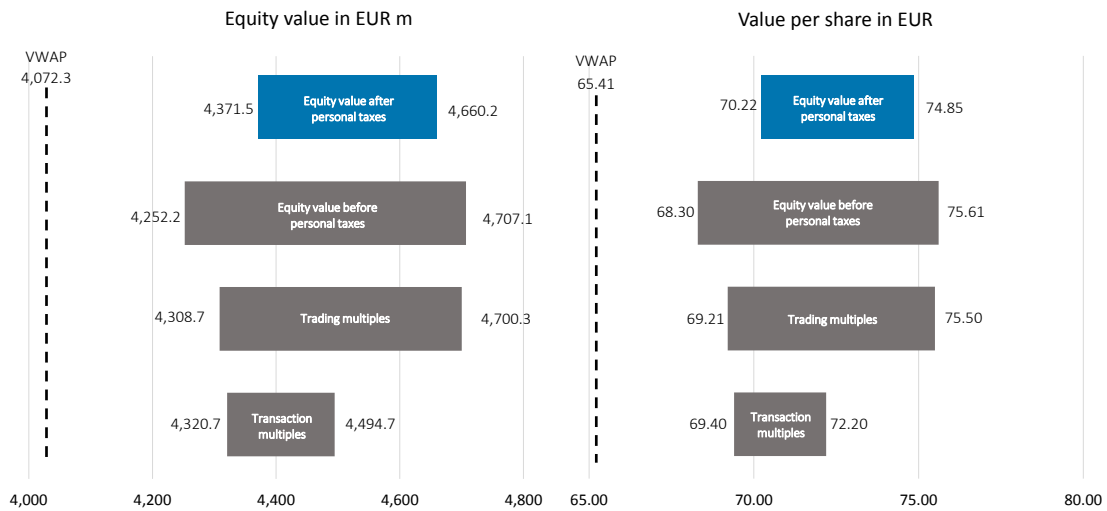 Equity value in EUR m
VWAP
4,072.3
4,371.5
Equity value after
personal taxes
4,660.2
4,252.2
Equity value before
personal taxes
4,707.1
4,308.7
Trading multiples
4,700.3
4,320.7
Transaction
multiples
4,494.7
4,000
4,200
4,400
4,600
4,800
Value per share in EUR
VWAP
65.41
70.22
Equity value after
personal taxes
74.85
68.30
Equity value before
personal taxes
75.61
69.21
Trading multiples
75.50
69.40
Transaction
multiples
72.20
65.00
70.00
75.00
80.00